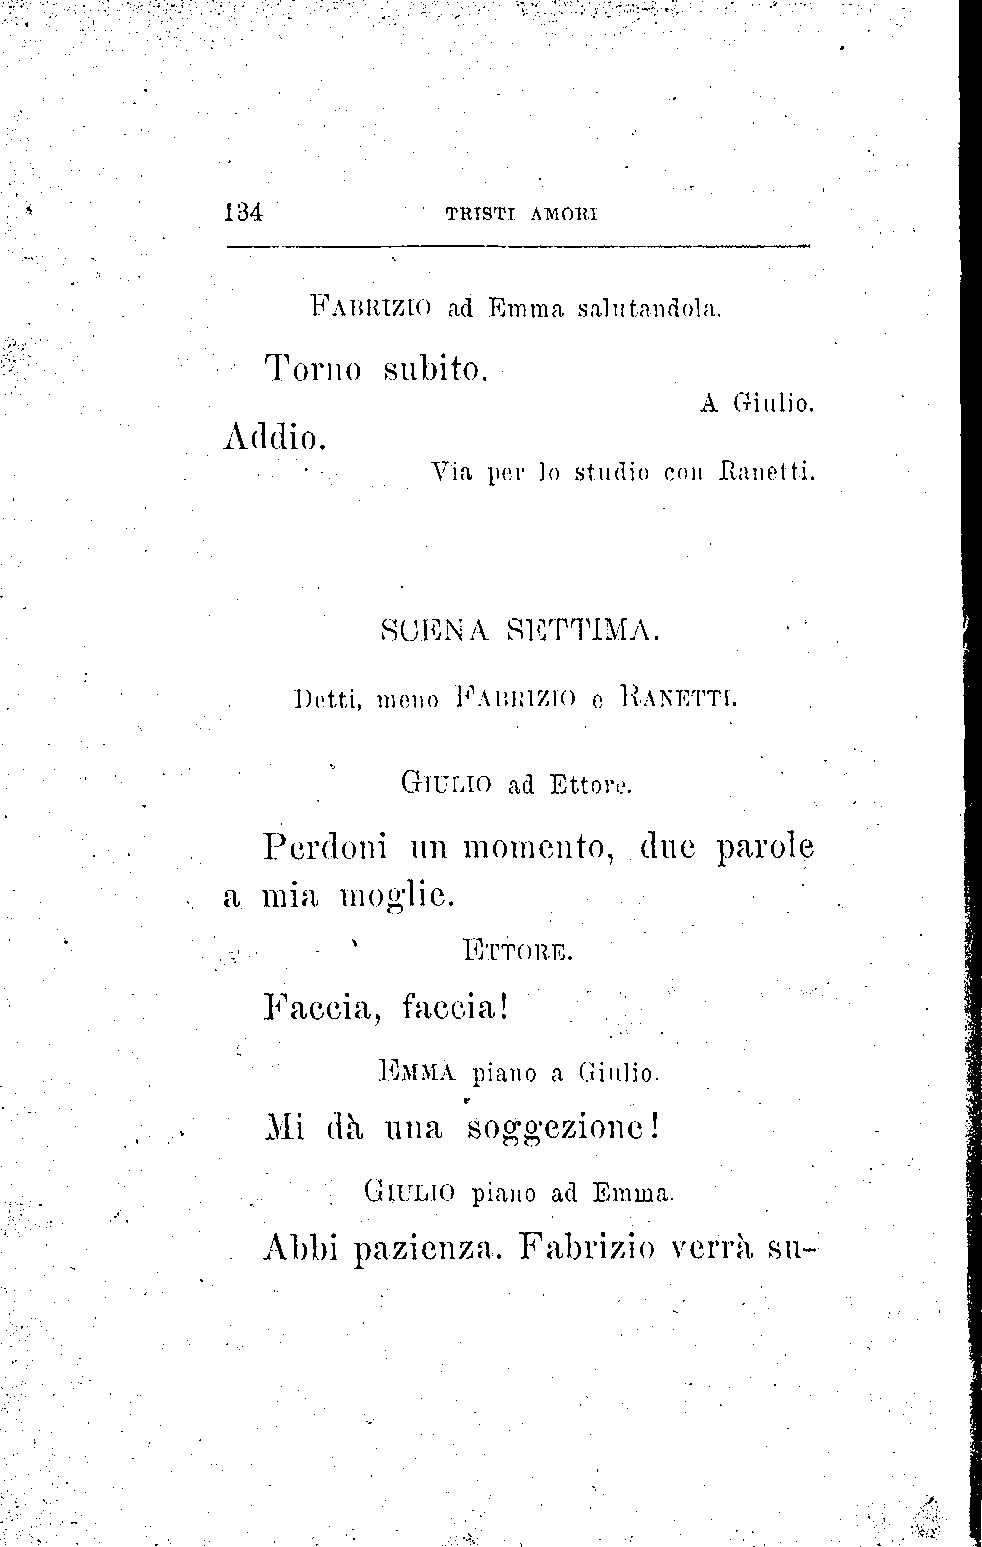 134 TRISTI AMORI
FABRIZIO ad Emma salutandola.
Torno subito.
A Giulio.
Addio.
Via per lo studio con Ranetti.
SCENA SETTIMA.
Detti, meno FABRIZIO e RANETTI.
GIULIO ad Ettore.
Perdoni un momento, due parole
a mia moglie.
ETTORE.
Faccia, faccia!
EMMA piano a Giulio.
Mi dà una soggezione!
GIULIO piano ad Emma.
Abbi pazienza. Fabrizio verrà su-